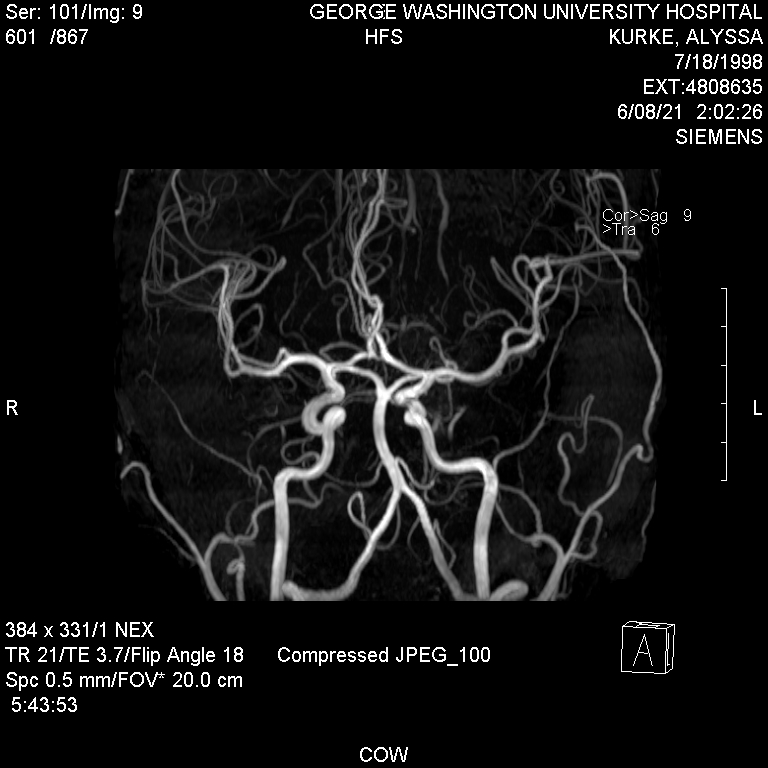 Ser: 101/Img: 9
GEORGE WASHINGTON UNIVERSITY HOSPITAL
601 /867
HFS
KURKE, ALYSSA
7/18/1998
EXT:4808635
6/08/21 2:02:26
SIEMENS
Cor>Sag 9
>Tra 6
R
L
384 x 331/1 NEX
TR 21/TE 3.7/Flip Angle 18
Compressed JPEG_100
Spc 0.5 mm/FOV* 20.0 cm
5:43:53
A
COW